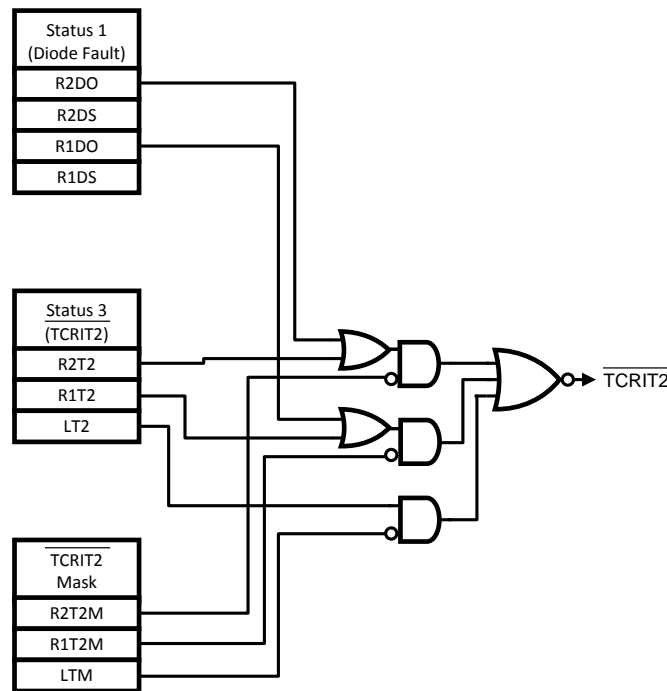 Status 1
(Diode Fault)
R2DO
R2DS
R1DO
R1DS
Status 3
(TCRIT2)
R2T2
R1T2
LT2
TCRIT2
Mask
R2T2M
R1T2M
LTM
TCRIT2